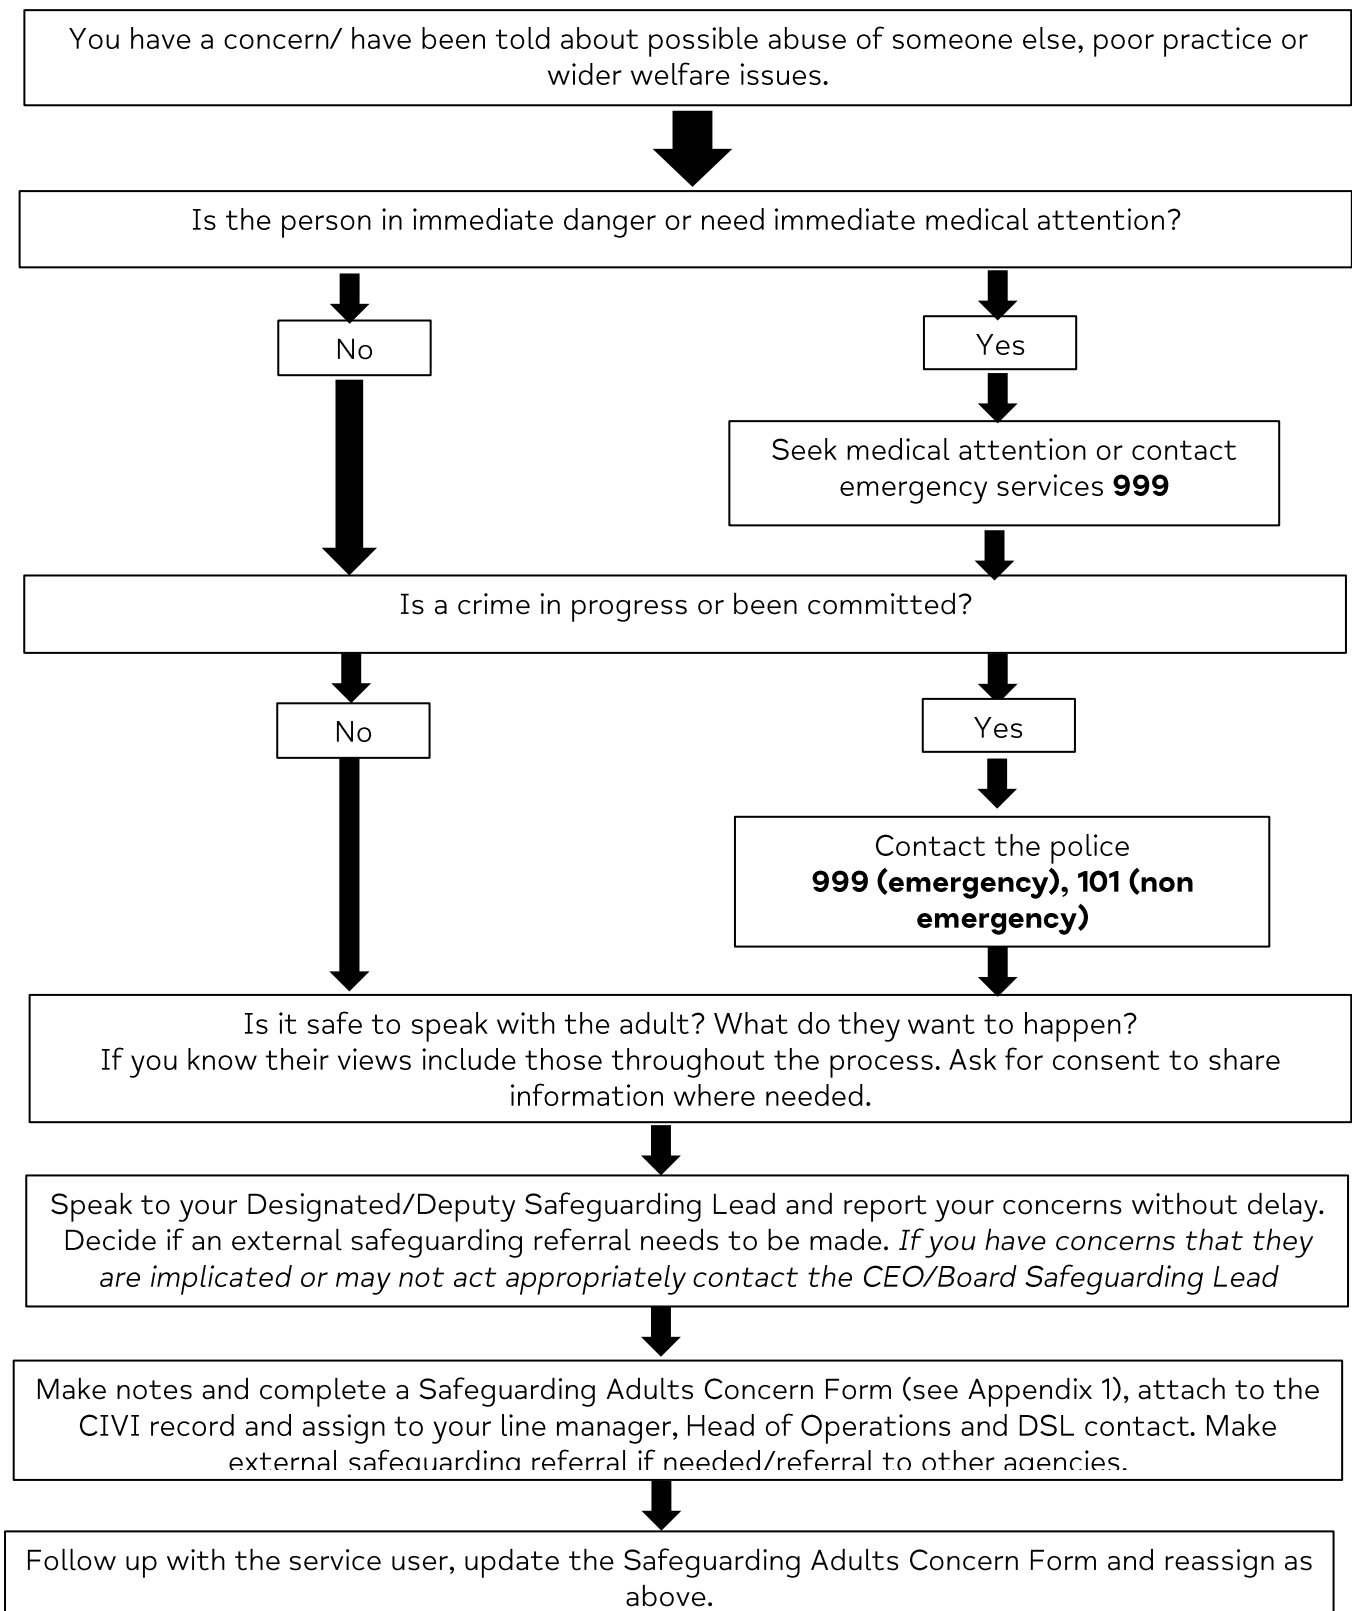 You have a concern/ have been told about possible abuse of someone else, poor practice or
wider welfare issues.
Is the person in immediate danger or need immediate medical attention?
No
Yes
Seek medical attention or contact
emergency services 999
Is a crime in progress or been committed?
No
Yes
Contact the police
999 (emergency), 101 (non
emergency)
Is it safe to speak with the adult? What do they want to happen?
If you know their views include those throughout the process. Ask for consent to share
information where needed.
Speak to your Designated/Deputy Safeguarding Lead and report your concerns without delay.
Decide if an external safeguarding referral needs to be made. If you have concerns that they
are implicated or may not act appropriately contact the CEO/Board Safeguarding Lead
Make notes and complete a Safeguarding Adults Concern Form (see Appendix 1), attach to the
CIVI record and assign to your line manager, Head of Operations and DSL contact. Make
external safeguarding referral if needed/referral to other agencies.
Follow up with the service user, update the Safeguarding Adults Concern Form and reassign as
above.